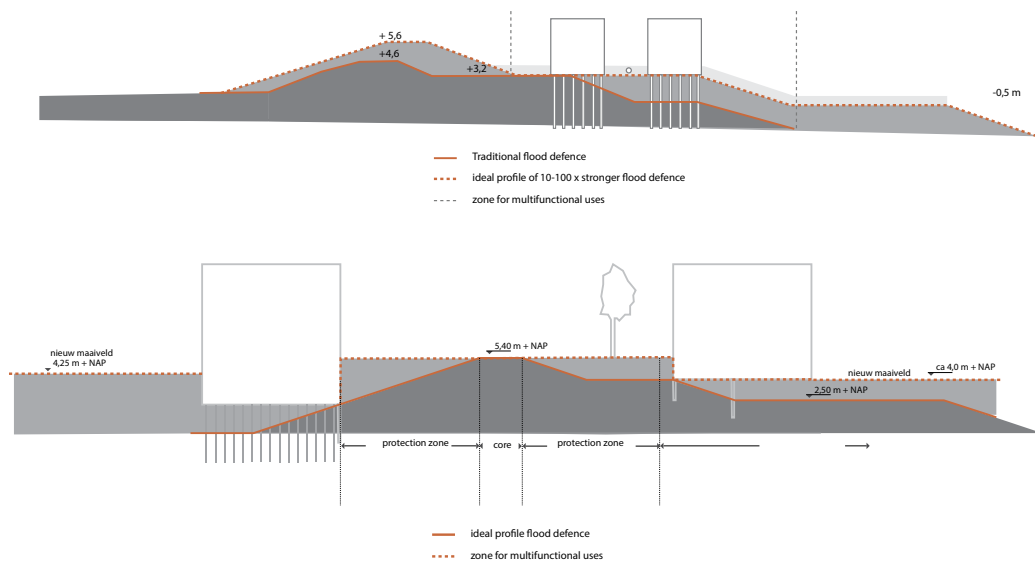 + 5,6
+4,6
+3,2
-0,5 m
Traditional flood defence
ideal profile of 10-100 x stronger flood defence
zone for multifunctional uses
nieuw maaiveld
4,25 m + NAP
5,40 m + NAP
nieuw maaiveld
ca 4,0 m + NAP
2,50 m + NAP
protection zone
core
protection zone
ideal profile flood defence
zone for multifunctional uses